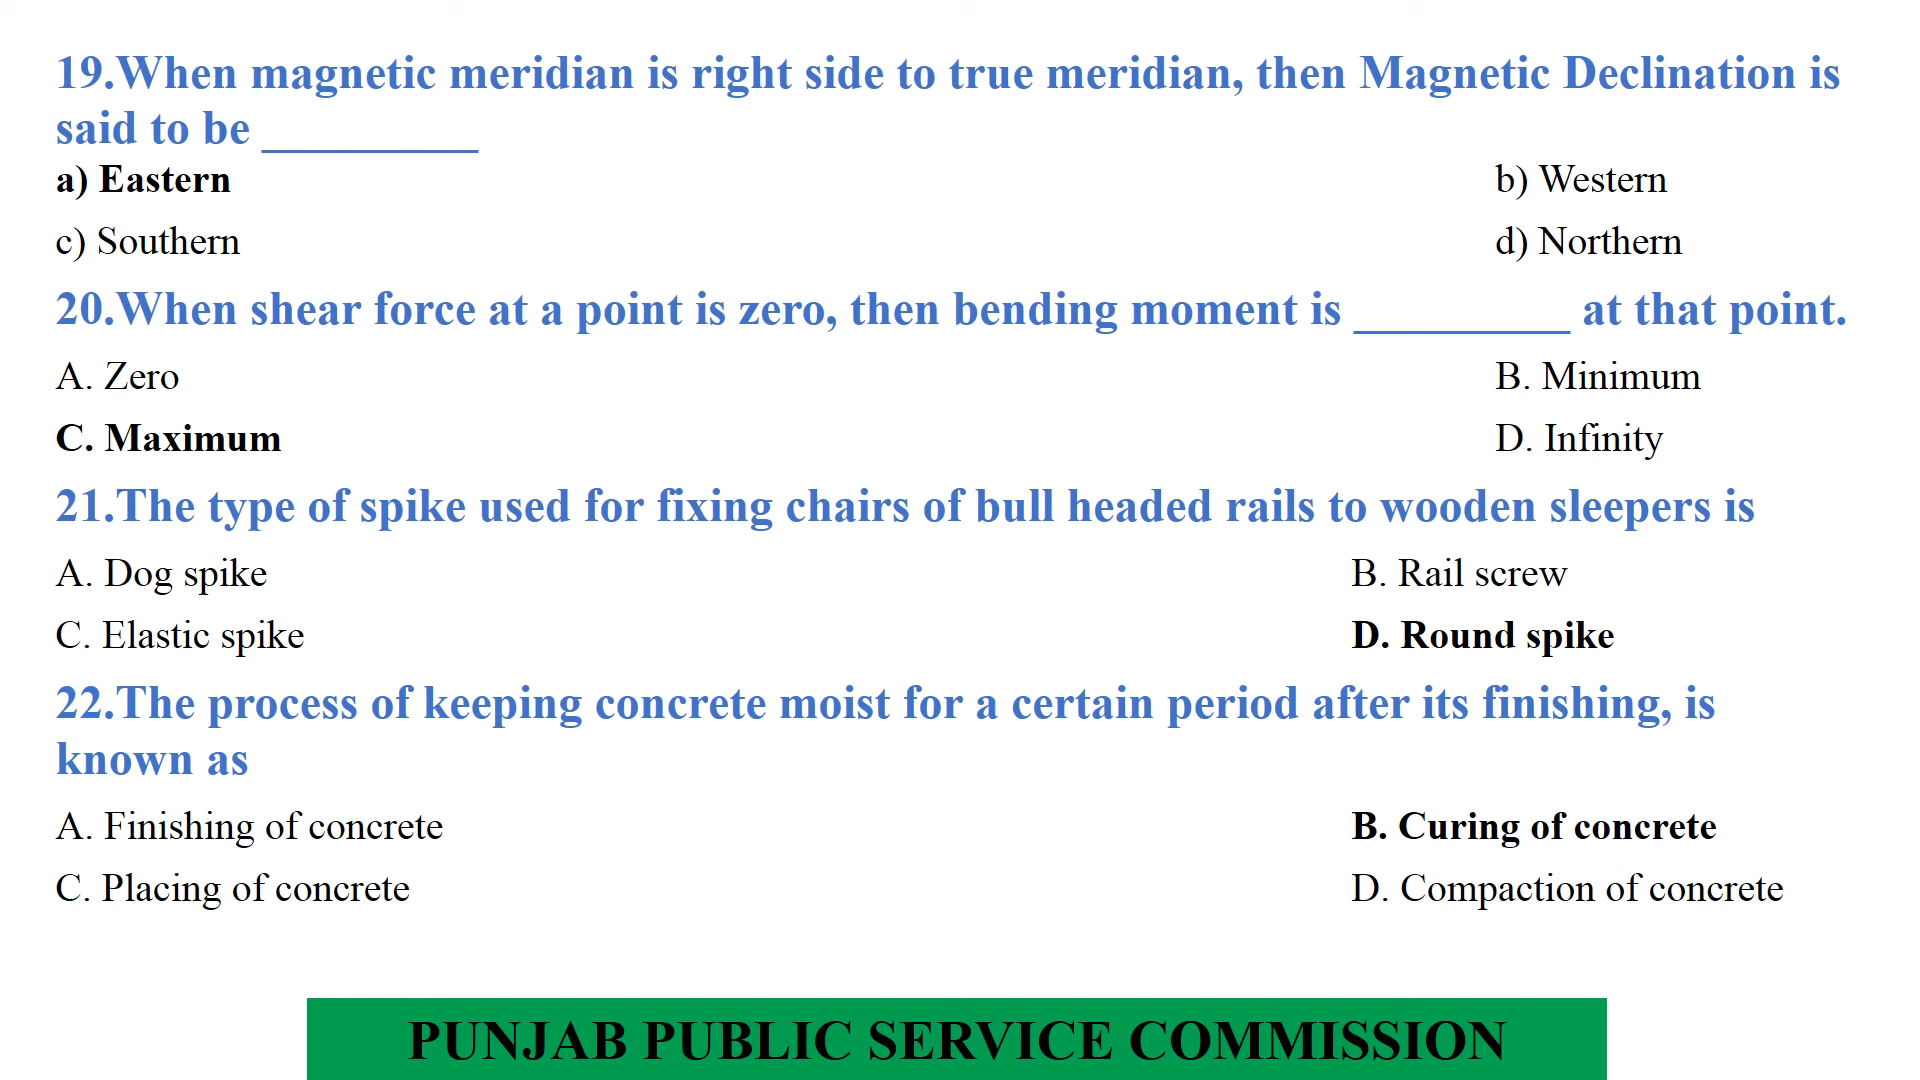 19.When magnetic meridian is right side to true meridian, then Magnetic Declination is
said to be _________
a) Eastern b) Western
c) Southern d) Northern
20.When shear force at a point is zero, then bending moment is _________ at that point.
A. Zero B. Minimum
C. Maximum D. Infinity
21.The type of spike used for fixing chairs of bull headed rails to wooden sleepers is
A. Dog spike B. Rail screw
C. Elastic spike D. Round spike
22.The process of keeping concrete moist for a certain period after its finishing, is
known as
A. Finishing of concrete B. Curing of concrete
C. Placing of concrete D. Compaction of concrete
PUNJAB PUBLIC SERVICE COMMISSION